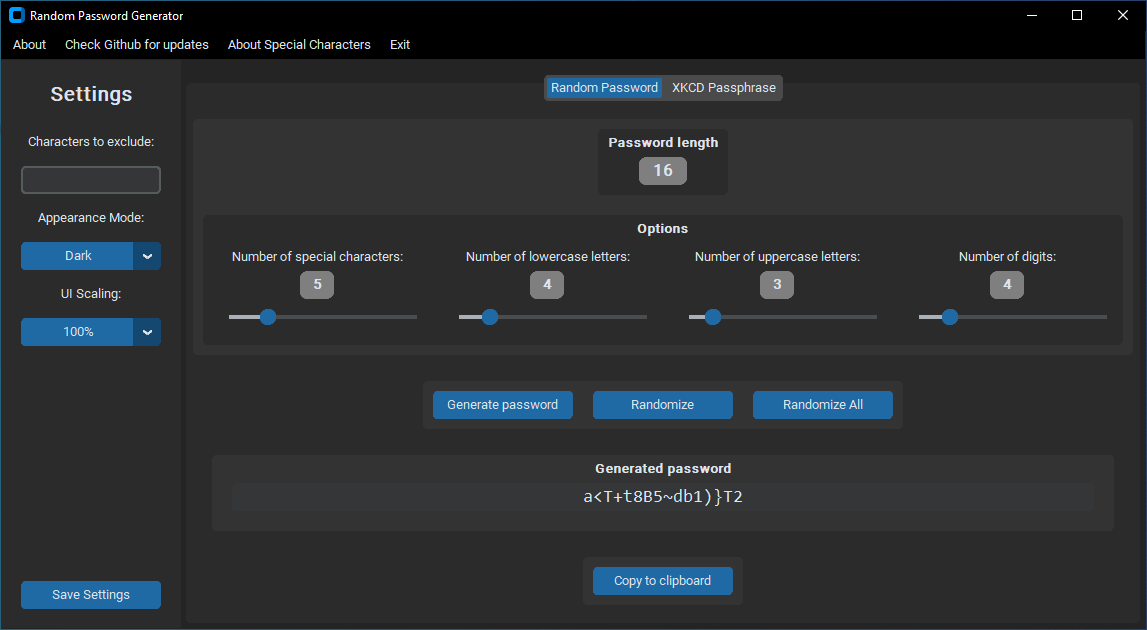 Random Password Generator
About Check Github for updates About Special Characters Exit
Settings
Characters to exclude:
Appearance Mode:
Dark
UI Scaling:
100%
Save Settings
Random Password XKCD Passphrase
Password length
16
Options
Number of special characters: Number of lowercase letters: Number of uppercase letters: Number of digits:
5 4 3 4
Generate password Randomize Randomize All
Generated password
a<T+t8B5~db1)}T2
Copy to clipboard